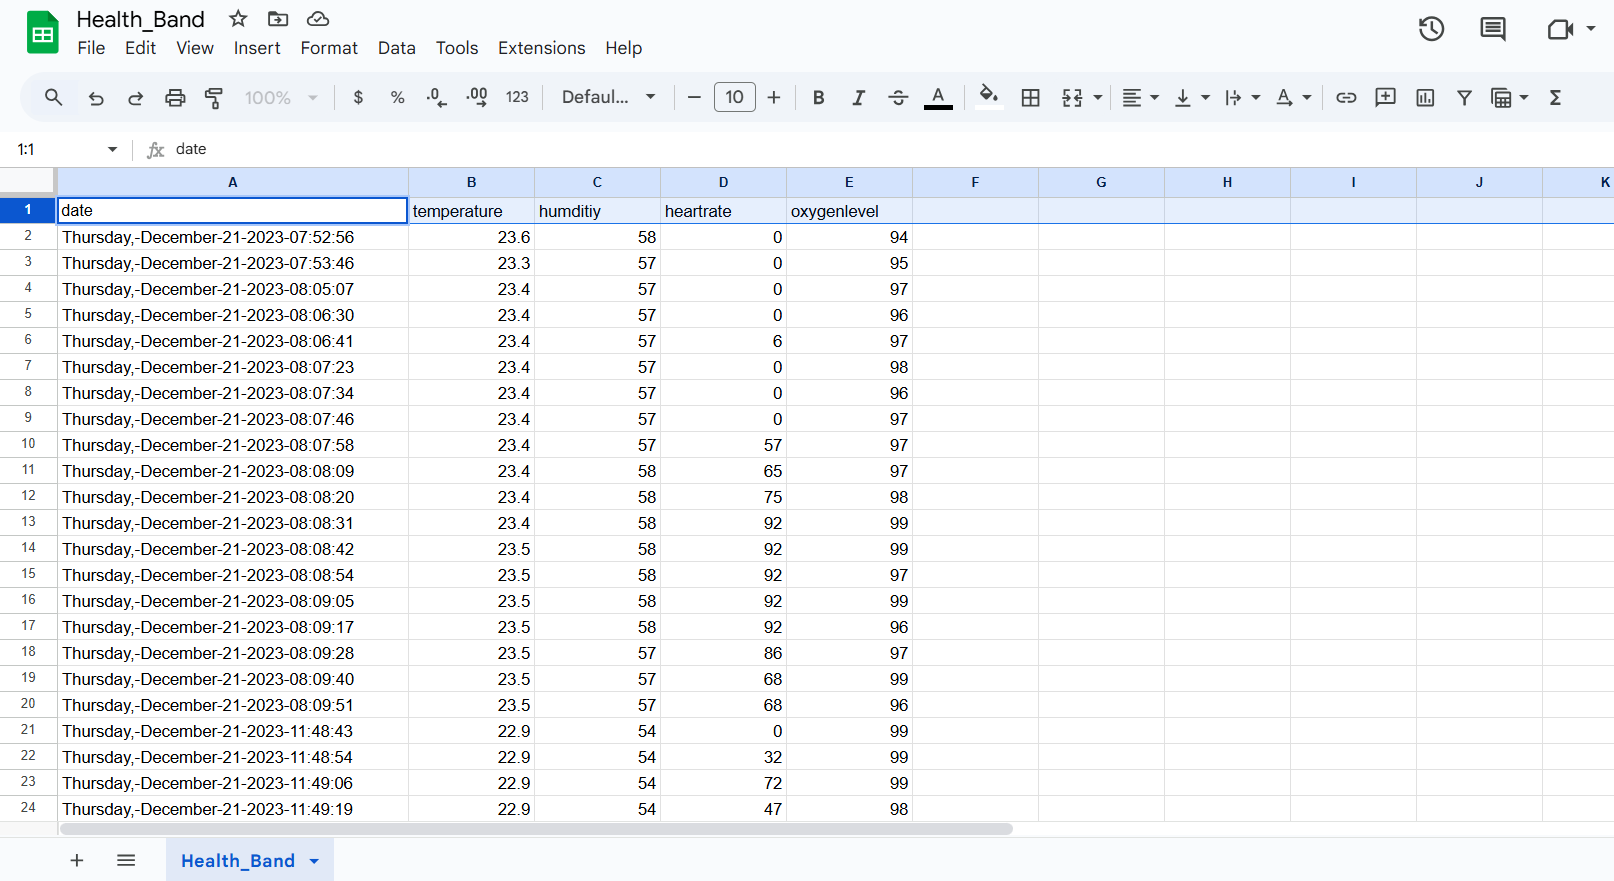 Health_Band
File Edit View Insert Format Data Tools Extensions Help
100% $ % .0 .00 123 Defaul... 10 B I A A Σ
1:1 fx date
A B C D E F G H I J K
1 date temperature humditiy heartrate oxygenlevel
2 Thursday,-December-21-2023-07:52:56 23.6 58 0 94
3 Thursday,-December-21-2023-07:53:46 23.3 57 0 95
4 Thursday,-December-21-2023-08:05:07 23.4 57 0 97
5 Thursday,-December-21-2023-08:06:30 23.4 57 0 96
6 Thursday,-December-21-2023-08:06:41 23.4 57 6 97
7 Thursday,-December-21-2023-08:07:23 23.4 57 0 98
8 Thursday,-December-21-2023-08:07:34 23.4 57 0 96
9 Thursday,-December-21-2023-08:07:46 23.4 57 0 97
10 Thursday,-December-21-2023-08:07:58 23.4 57 57 97
11 Thursday,-December-21-2023-08:08:09 23.4 58 65 97
12 Thursday,-December-21-2023-08:08:20 23.4 58 75 98
13 Thursday,-December-21-2023-08:08:31 23.4 58 92 99
14 Thursday,-December-21-2023-08:08:42 23.5 58 92 99
15 Thursday,-December-21-2023-08:08:54 23.5 58 92 97
16 Thursday,-December-21-2023-08:09:05 23.5 58 92 99
17 Thursday,-December-21-2023-08:09:17 23.5 58 92 96
18 Thursday,-December-21-2023-08:09:28 23.5 57 86 97
19 Thursday,-December-21-2023-08:09:40 23.5 57 68 99
20 Thursday,-December-21-2023-08:09:51 23.5 57 68 96
21 Thursday,-December-21-2023-11:48:43 22.9 54 0 99
22 Thursday,-December-21-2023-11:48:54 22.9 54 32 99
23 Thursday,-December-21-2023-11:49:06 22.9 54 72 99
24 Thursday,-December-21-2023-11:49:19 22.9 54 47 98
Health_Band